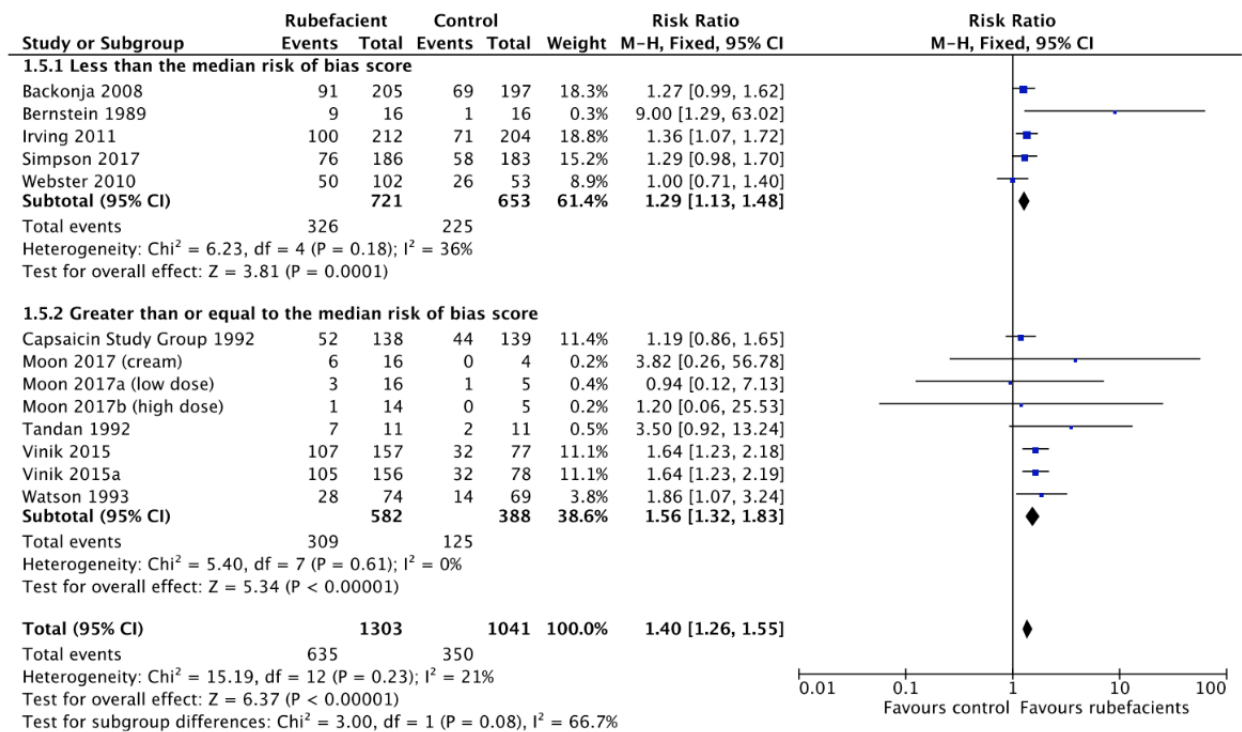 Rubefacient Control Risk Ratio Risk Ratio
Study or Subgroup Events Total Events Total Weight M-H, Fixed, 95% CI M-H, Fixed, 95% CI
1.5.1 Less than the median risk of bias score
Backonja 2008 91 205 69 197 18.3% 1.27 [0.99, 1.62]
Bernstein 1989 9 16 1 16 0.3% 9.00 [1.29, 63.02]
Irving 2011 100 212 71 204 18.8% 1.36 [1.07, 1.72]
Simpson 2017 76 186 58 183 15.2% 1.29 [0.98, 1.70]
Webster 2010 50 102 26 53 8.9% 1.00 [0.71, 1.40]
Subtotal (95% CI) 721 653 61.4% 1.29 [1.13, 1.48]
Total events 326 225
Heterogeneity: Chi² = 6.23, df = 4 (P = 0.18); I² = 36%
Test for overall effect: Z = 3.81 (P = 0.0001)
1.5.2 Greater than or equal to the median risk of bias score
Capsaicin Study Group 1992 52 138 44 139 11.4% 1.19 [0.86, 1.65]
Moon 2017 (cream) 6 16 0 4 0.2% 3.82 [0.26, 56.78]
Moon 2017a (low dose) 3 16 1 5 0.4% 0.94 [0.12, 7.13]
Moon 2017b (high dose) 1 14 0 5 0.2% 1.20 [0.06, 25.53]
Tandan 1992 7 11 2 11 0.5% 3.50 [0.92, 13.24]
Vinik 2015 107 157 32 77 11.1% 1.64 [1.23, 2.18]
Vinik 2015a 105 156 32 78 11.1% 1.64 [1.23, 2.19]
Watson 1993 28 74 14 69 3.8% 1.86 [1.07, 3.24]
Subtotal (95% CI) 582 388 38.6% 1.56 [1.32, 1.83]
Total events 309 125
Heterogeneity: Chi² = 5.40, df = 7 (P = 0.61); I² = 0%
Test for overall effect: Z = 5.34 (P < 0.00001)
Total (95% CI) 1303 1041 100.0% 1.40 [1.26, 1.55]
Total events 635 350
Heterogeneity: Chi² = 15.19, df = 12 (P = 0.23); I² = 21%
Test for overall effect: Z = 6.37 (P < 0.00001)
Test for subgroup differences: Chi² = 3.00, df = 1 (P = 0.08), I² = 66.7%
0.01 0.1 1 10 100
Favours control Favours rubefacients